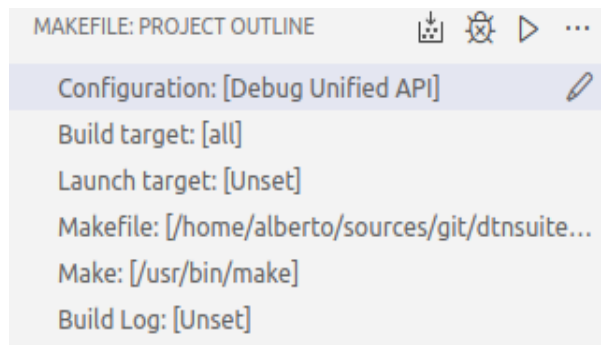 MAKEFILE: PROJECT OUTLINE
Configuration: [Debug Unified API]
Build target: [all]
Launch target: [Unset]
Makefile: [/home/alberto/sources/git/dtnsuite...
Make: [/usr/bin/make]
Build Log: [Unset]